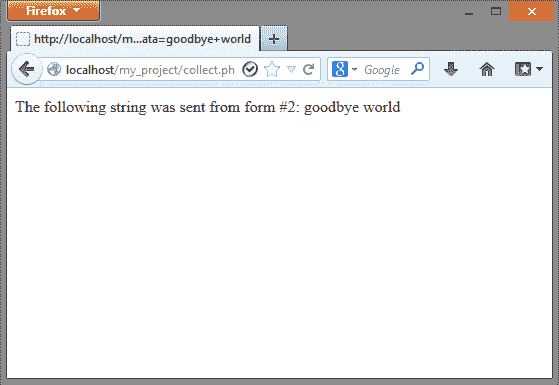 Firefox
http://localhost/m...ata=goodbye+world
localhost/my_project/collect.ph
Google
The following string was sent from form #2: goodbye world